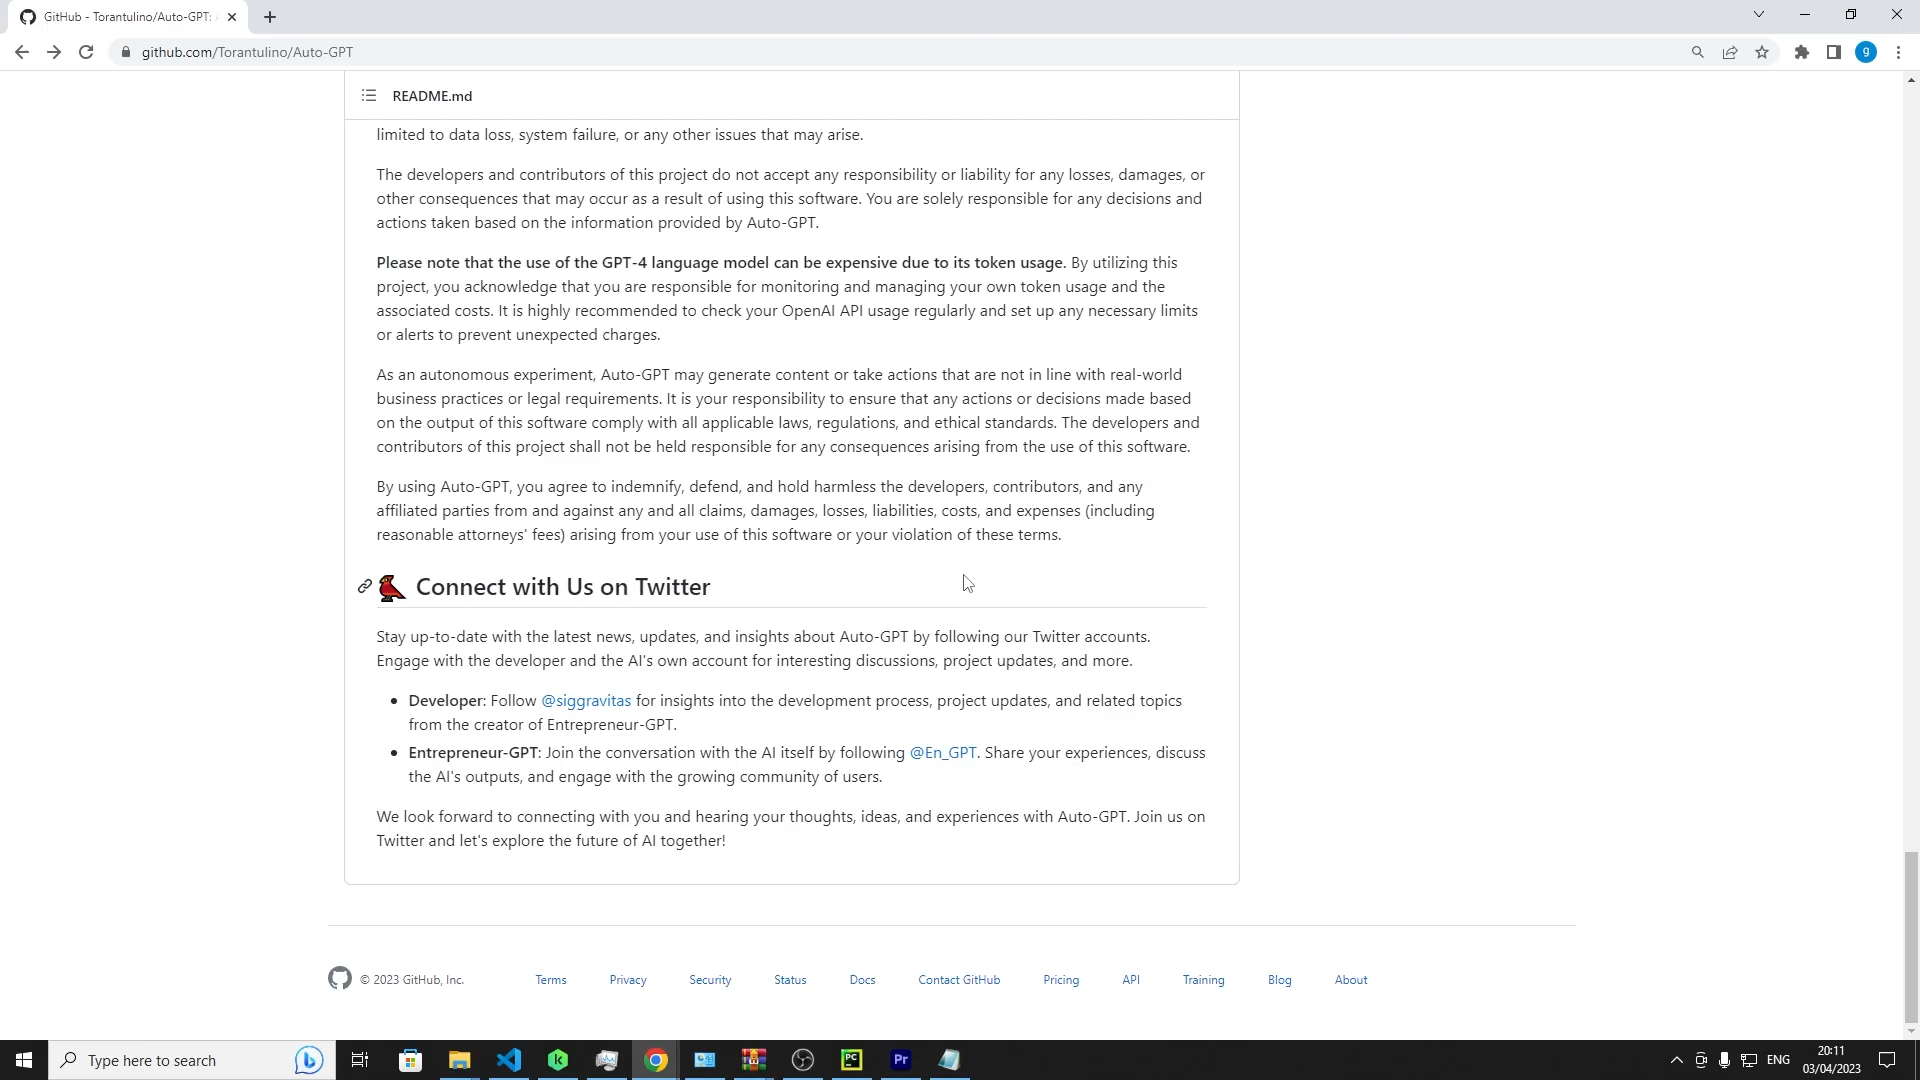 GitHub - Torantulino/Auto-GPT:
github.com/Torantulino/Auto-GPT
g
README.md
limited to data loss, system failure, or any other issues that may arise.
The developers and contributors of this project do not accept any responsibility or liability for any losses, damages, or
other consequences that may occur as a result of using this software. You are solely responsible for any decisions and
actions taken based on the information provided by Auto-GPT.
Please note that the use of the GPT-4 language model can be expensive due to its token usage. By utilizing this
project, you acknowledge that you are responsible for monitoring and managing your own token usage and the
associated costs. It is highly recommended to check your OpenAI API usage regularly and set up any necessary limits
or alerts to prevent unexpected charges.
As an autonomous experiment, Auto-GPT may generate content or take actions that are not in line with real-world
business practices or legal requirements. It is your responsibility to ensure that any actions or decisions made based
on the output of this software comply with all applicable laws, regulations, and ethical standards. The developers and
contributors of this project shall not be held responsible for any consequences arising from the use of this software.
By using Auto-GPT, you agree to indemnify, defend, and hold harmless the developers, contributors, and any
affiliated parties from and against any and all claims, damages, losses, liabilities, costs, and expenses (including
reasonable attorneys' fees) arising from your use of this software or your violation of these terms.
Connect with Us on Twitter
Stay up-to-date with the latest news, updates, and insights about Auto-GPT by following our Twitter accounts.
Engage with the developer and the AI's own account for interesting discussions, project updates, and more.
Developer: Follow @siggravitas for insights into the development process, project updates, and related topics
from the creator of Entrepreneur-GPT.
Entrepreneur-GPT: Join the conversation with the AI itself by following @En_GPT. Share your experiences, discuss
the AI's outputs, and engage with the growing community of users.
We look forward to connecting with you and hearing your thoughts, ideas, and experiences with Auto-GPT. Join us on
Twitter and let's explore the future of AI together!
© 2023 GitHub, Inc. Terms Privacy Security Status Docs Contact GitHub Pricing API Training Blog About
Type here to search
PC
Pr
ENG
20:11
03/04/2023